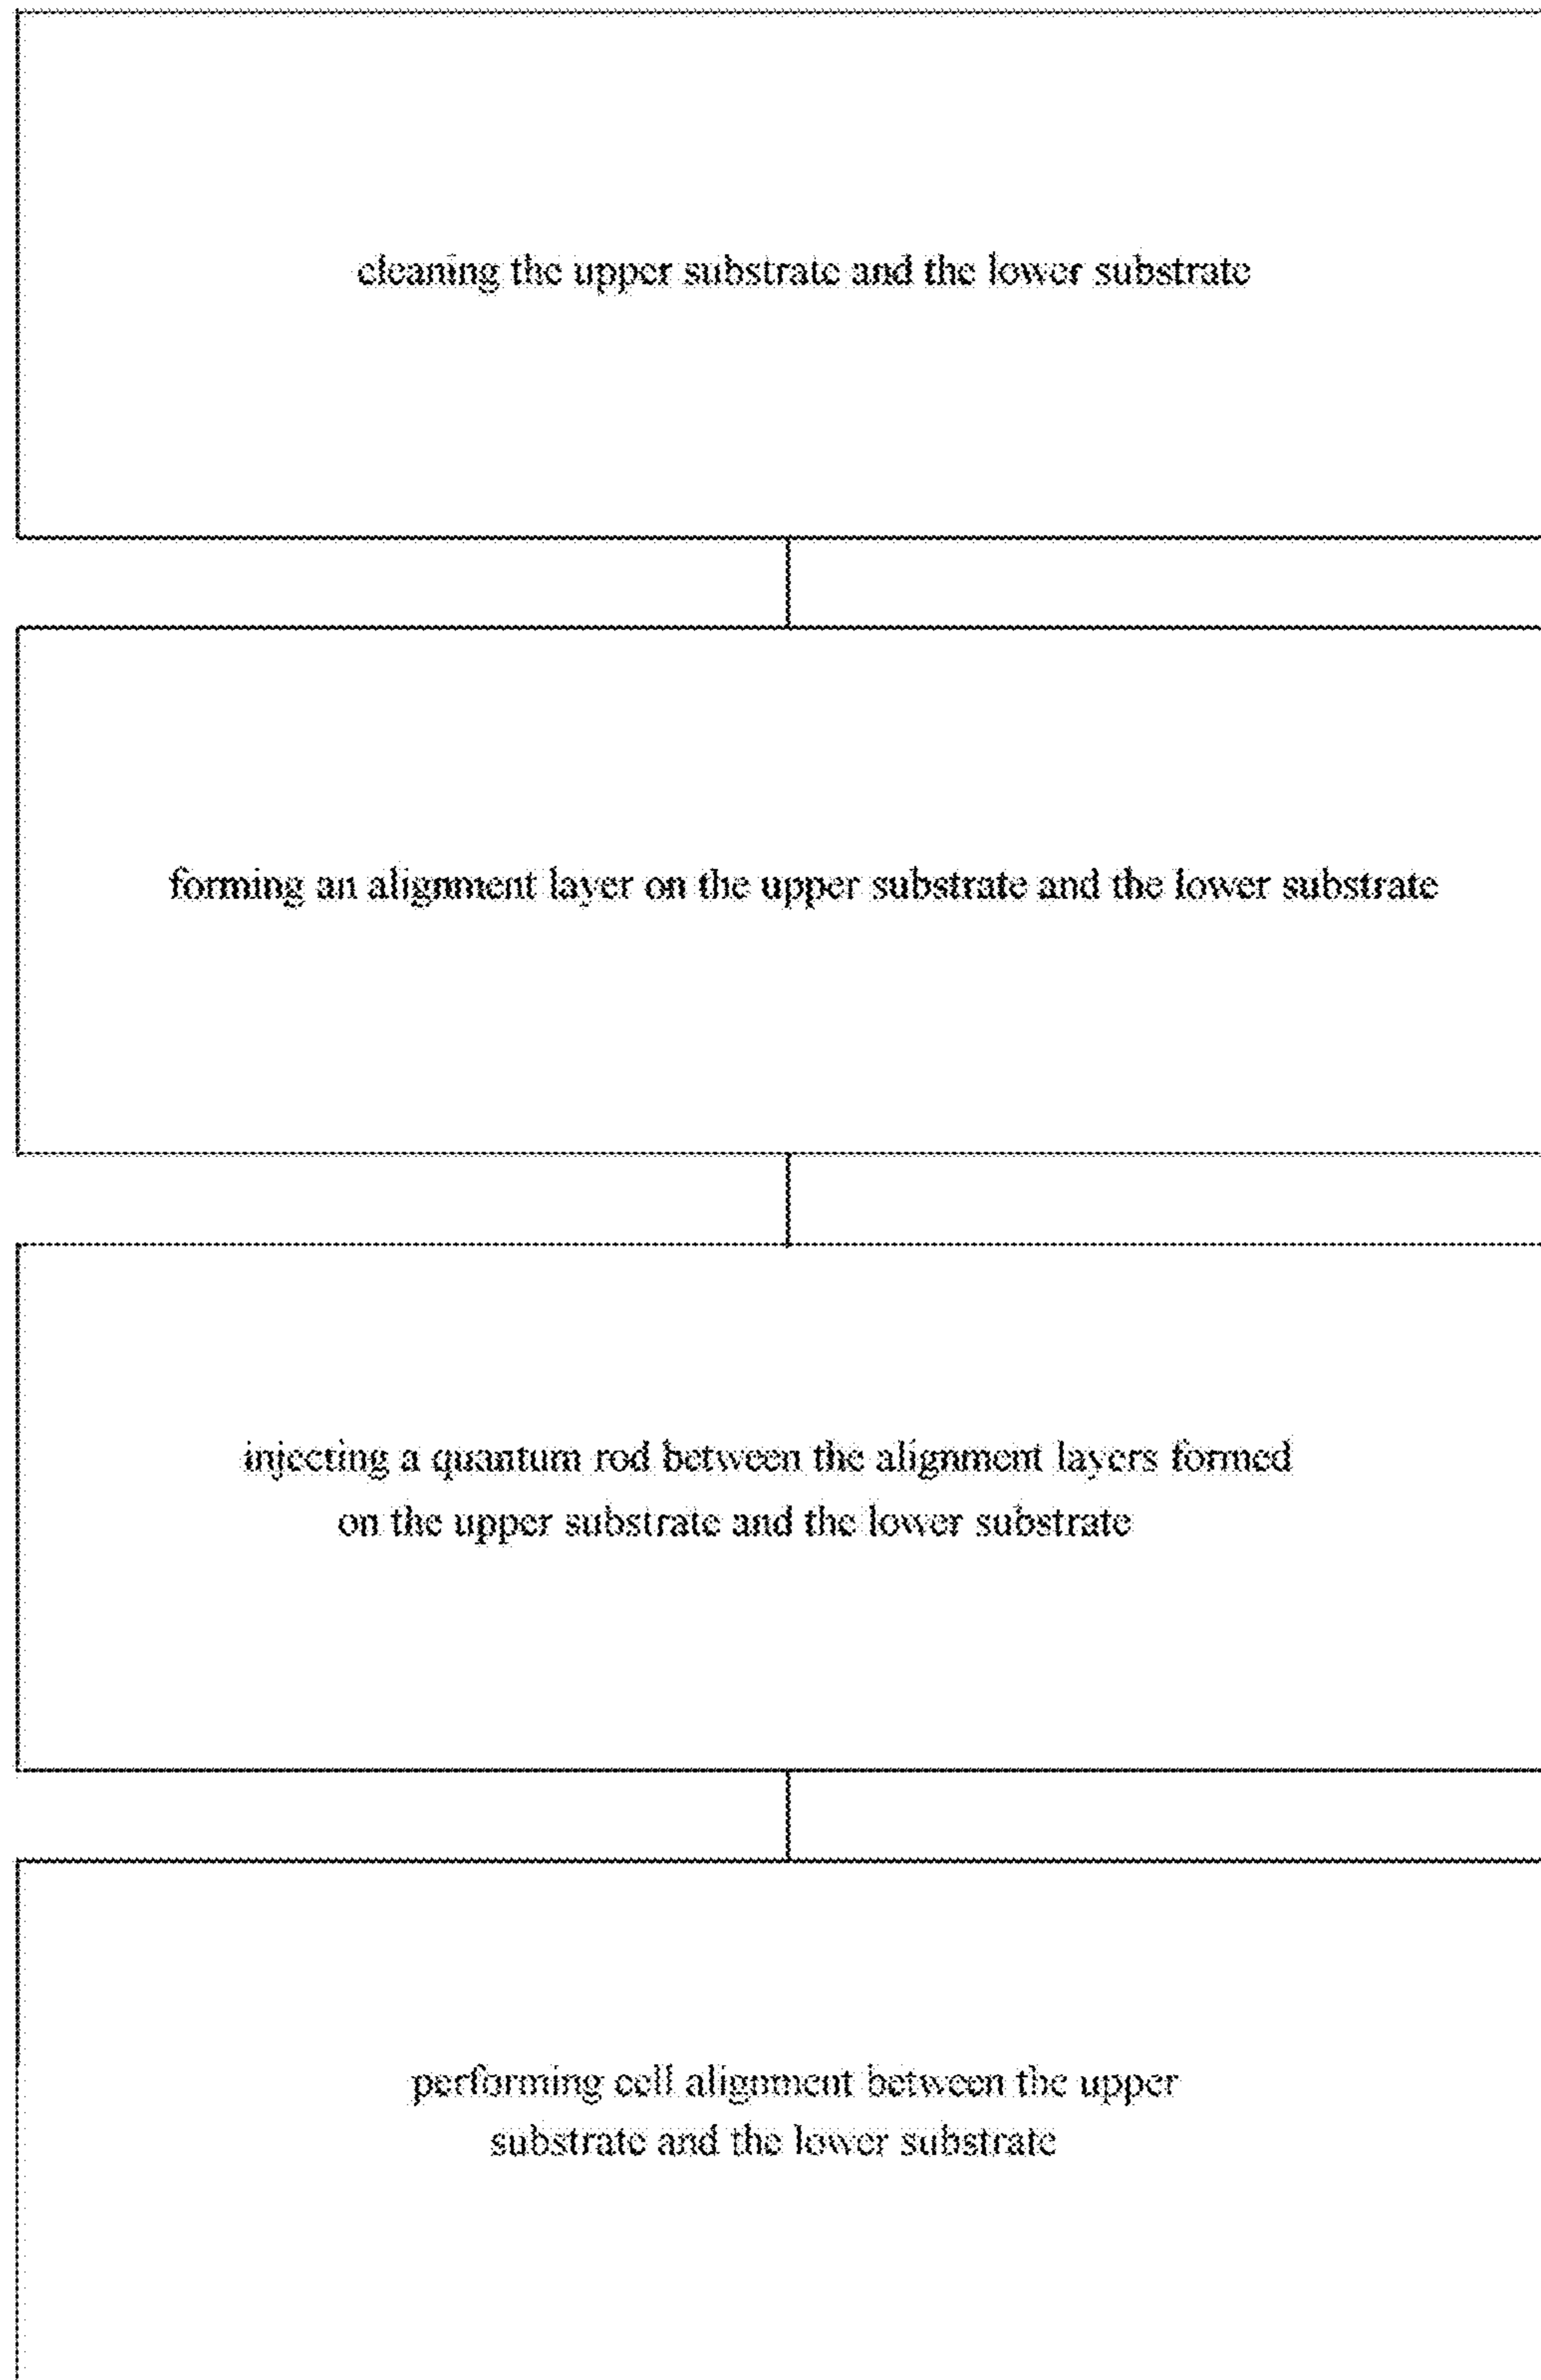 cleaning the upper substrate and the lower substrate
forming an alignment layer on the upper substrate and the lower substrate
injecting a quantum rod between the alignment layers formed
on the upper substrate and the lower substrate
performing cell alignment between the upper
substrate and the lower substrate